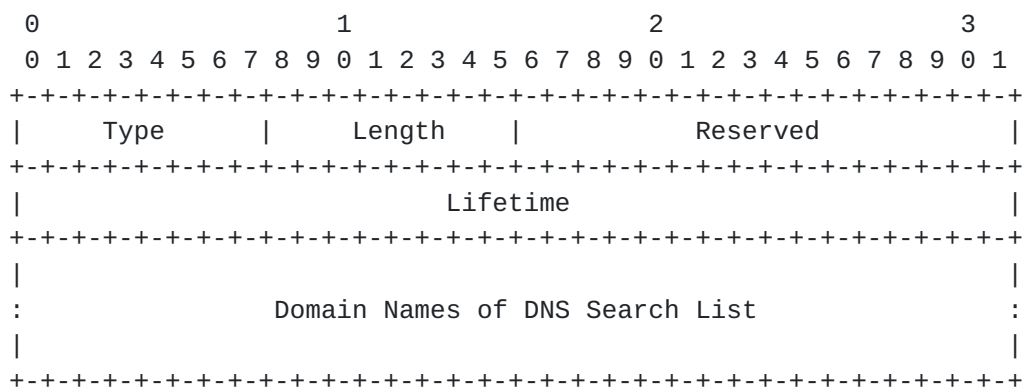 0                   1                   2                   3
0 1 2 3 4 5 6 7 8 9 0 1 2 3 4 5 6 7 8 9 0 1 2 3 4 5 6 7 8 9 0 1
+-+-+-+-+-+-+-+-+-+-+-+-+-+-+-+-+-+-+-+-+-+-+-+-+-+-+-+-+-+-+-+-+
|     Type      |     Length    |           Reserved            |
+-+-+-+-+-+-+-+-+-+-+-+-+-+-+-+-+-+-+-+-+-+-+-+-+-+-+-+-+-+-+-+-+
|                           Lifetime                            |
+-+-+-+-+-+-+-+-+-+-+-+-+-+-+-+-+-+-+-+-+-+-+-+-+-+-+-+-+-+-+-+-+
|                                                               |
:                Domain Names of DNS Search List                :
|                                                               |
+-+-+-+-+-+-+-+-+-+-+-+-+-+-+-+-+-+-+-+-+-+-+-+-+-+-+-+-+-+-+-+-+